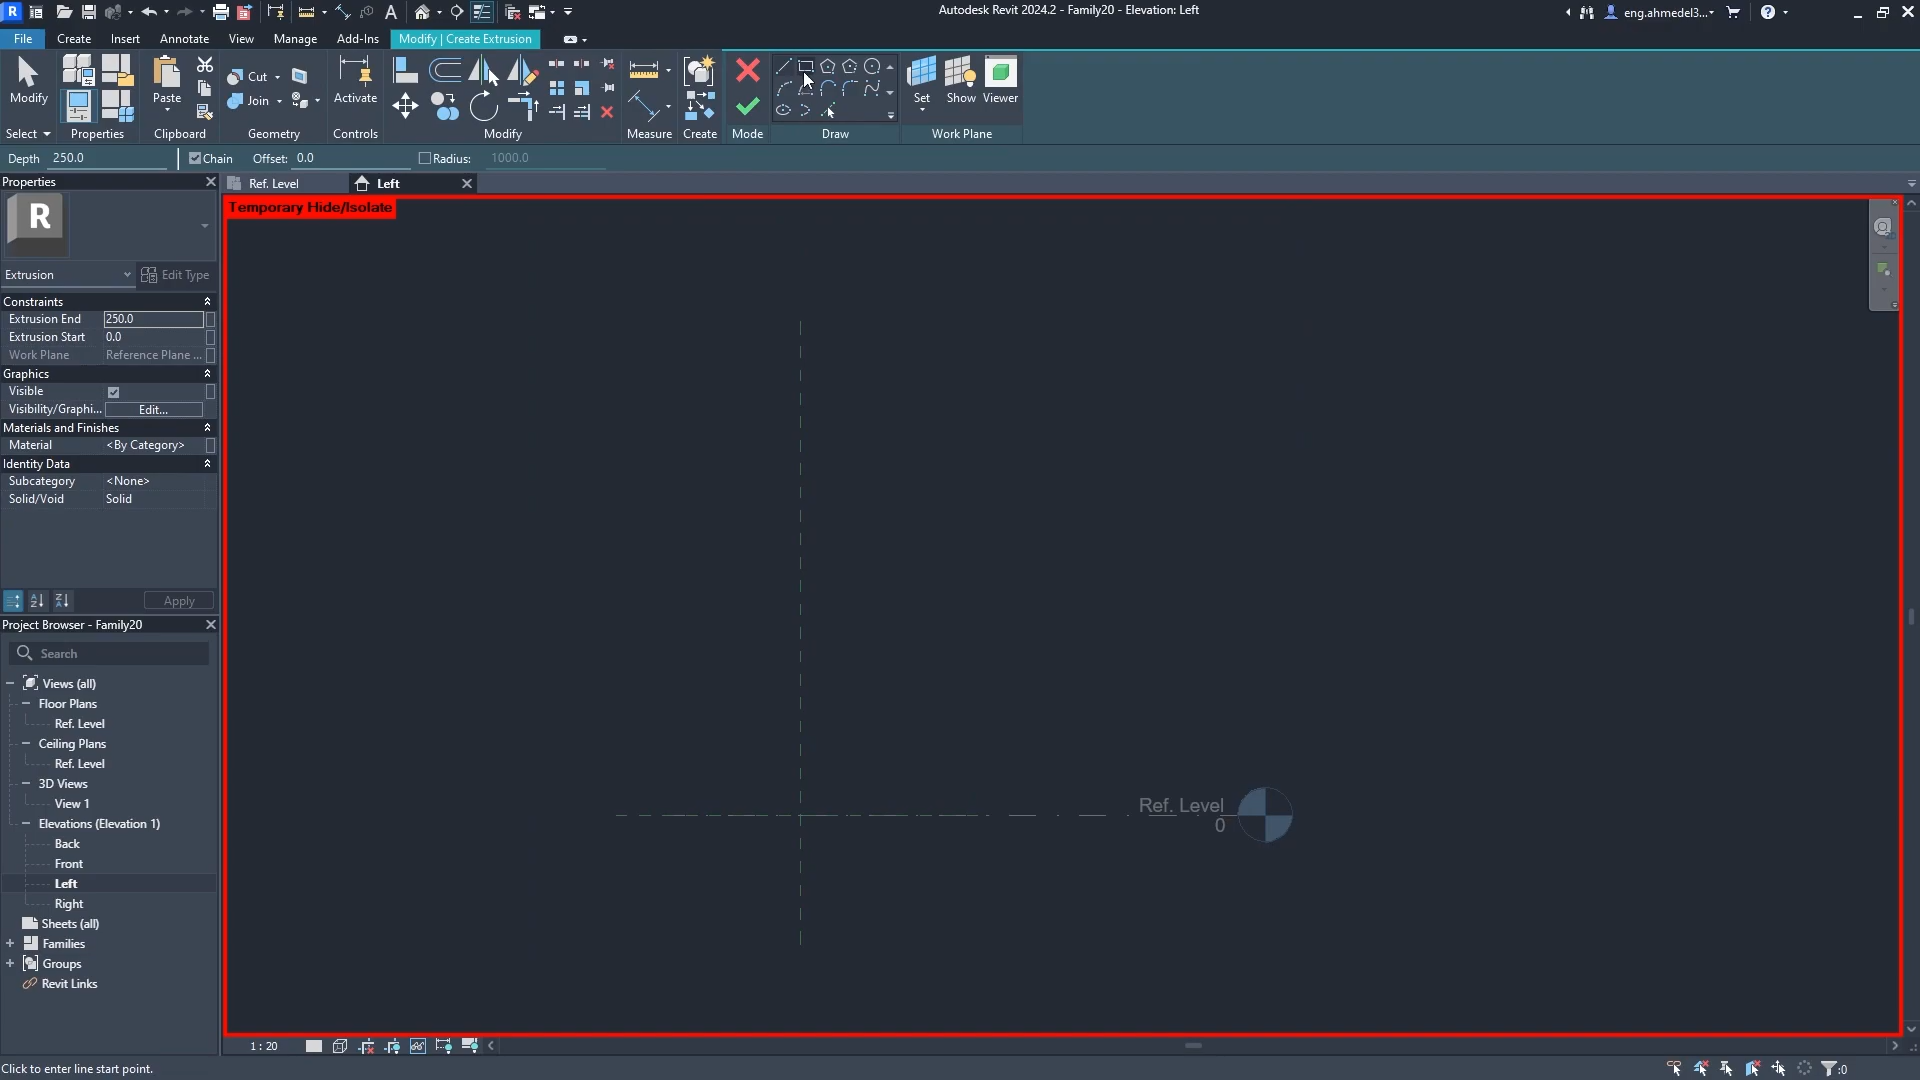 Autodesk Revit 2024.2 - Family20 - Elevation: Left
eng.ahmedel3...
File
Create
Insert
Annotate
View
Manage
Add-Ins
Modify | Create Extrusion
Modify
Paste
Cut
Join
Activate
Set
Show
Viewer
Select
Properties
Clipboard
Geometry
Controls
Modify
Measure
Create
Mode
Draw
Work Plane
Depth 250.0
Chain
Offset: 0.0
Radius: 1000.0
Properties
Ref. Level
Left
R
Temporary Hide/Isolate
Extrusion
Edit Type
Constraints
Extrusion End 250.0
Extrusion Start 0.0
Work Plane Reference Plane ...
Graphics
Visible
Visibility/Graphi... Edit...
Materials and Finishes
Material <By Category>
Identity Data
Subcategory <None>
Solid/Void Solid
Apply
Project Browser - Family20
Search
Views (all)
Floor Plans
Ref. Level
Ceiling Plans
Ref. Level
3D Views
View 1
Elevations (Elevation 1)
Back
Front
Left
Right
Sheets (all)
Families
Groups
Revit Links
Ref. Level
0
1 : 20
Click to enter line start point.
:0